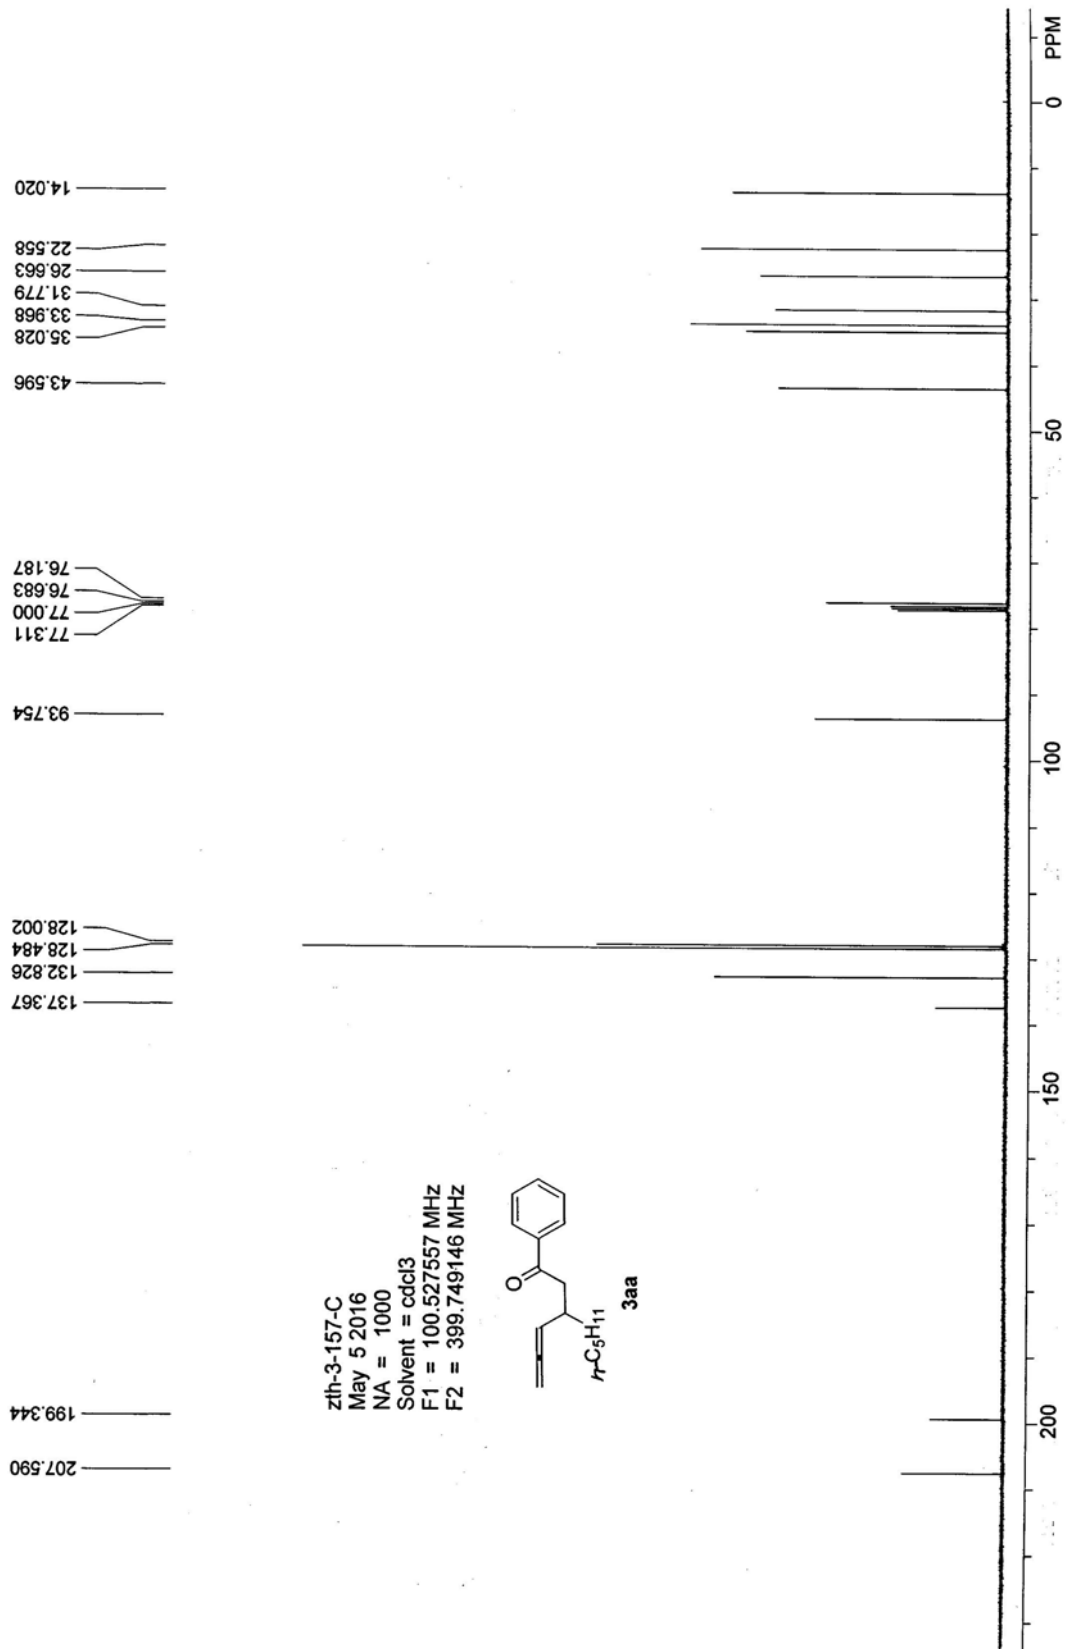 207.590
199.344
137.367
132.826
128.484
128.002
93.754
77.311
77.000
76.683
76.187
43.596
35.028
33.968
31.779
26.663
22.558
14.020
zth-3-157-C
May 5 2016
NA = 1000
Solvent = cdcl3
F1 = 100.527557 MHz
F2 = 399.749146 MHz
O
n-C5H11
3aa
200
150
100
50
0
PPM